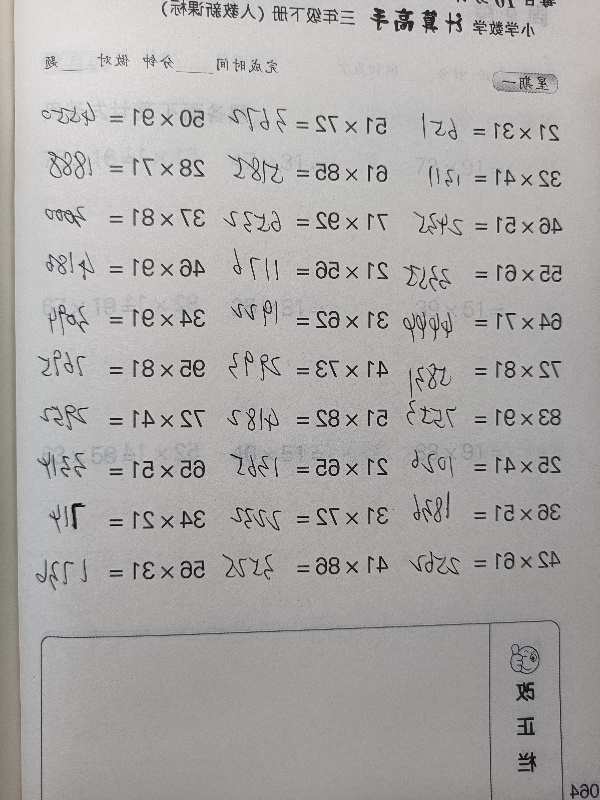 小学数学 计算高手 三年级下册(人教新课标)
完成时间____分钟 做对____题
星期一
21×31= 651 51×72= 3672 50×91= 4550
32×41= 1311 61×85= 5185 28×71= 1888
46×51= 71×92= 6532 37×81= 3000
55×61= 3355 21×56= 1176 46×91= 4186
64×71= 31×62= 1922 34×91= 3094
72×81= 5831 41×73= 2993 95×81=
83×91= 7553 51×82= 4182 72×41= 2952
25×41= 1026 21×65= 1365 65×51= 3314
36×51= 1836 31×72= 2232 34×21= 714
42×61= 2562 41×86= 3525 56×31= 1736
改正栏
064